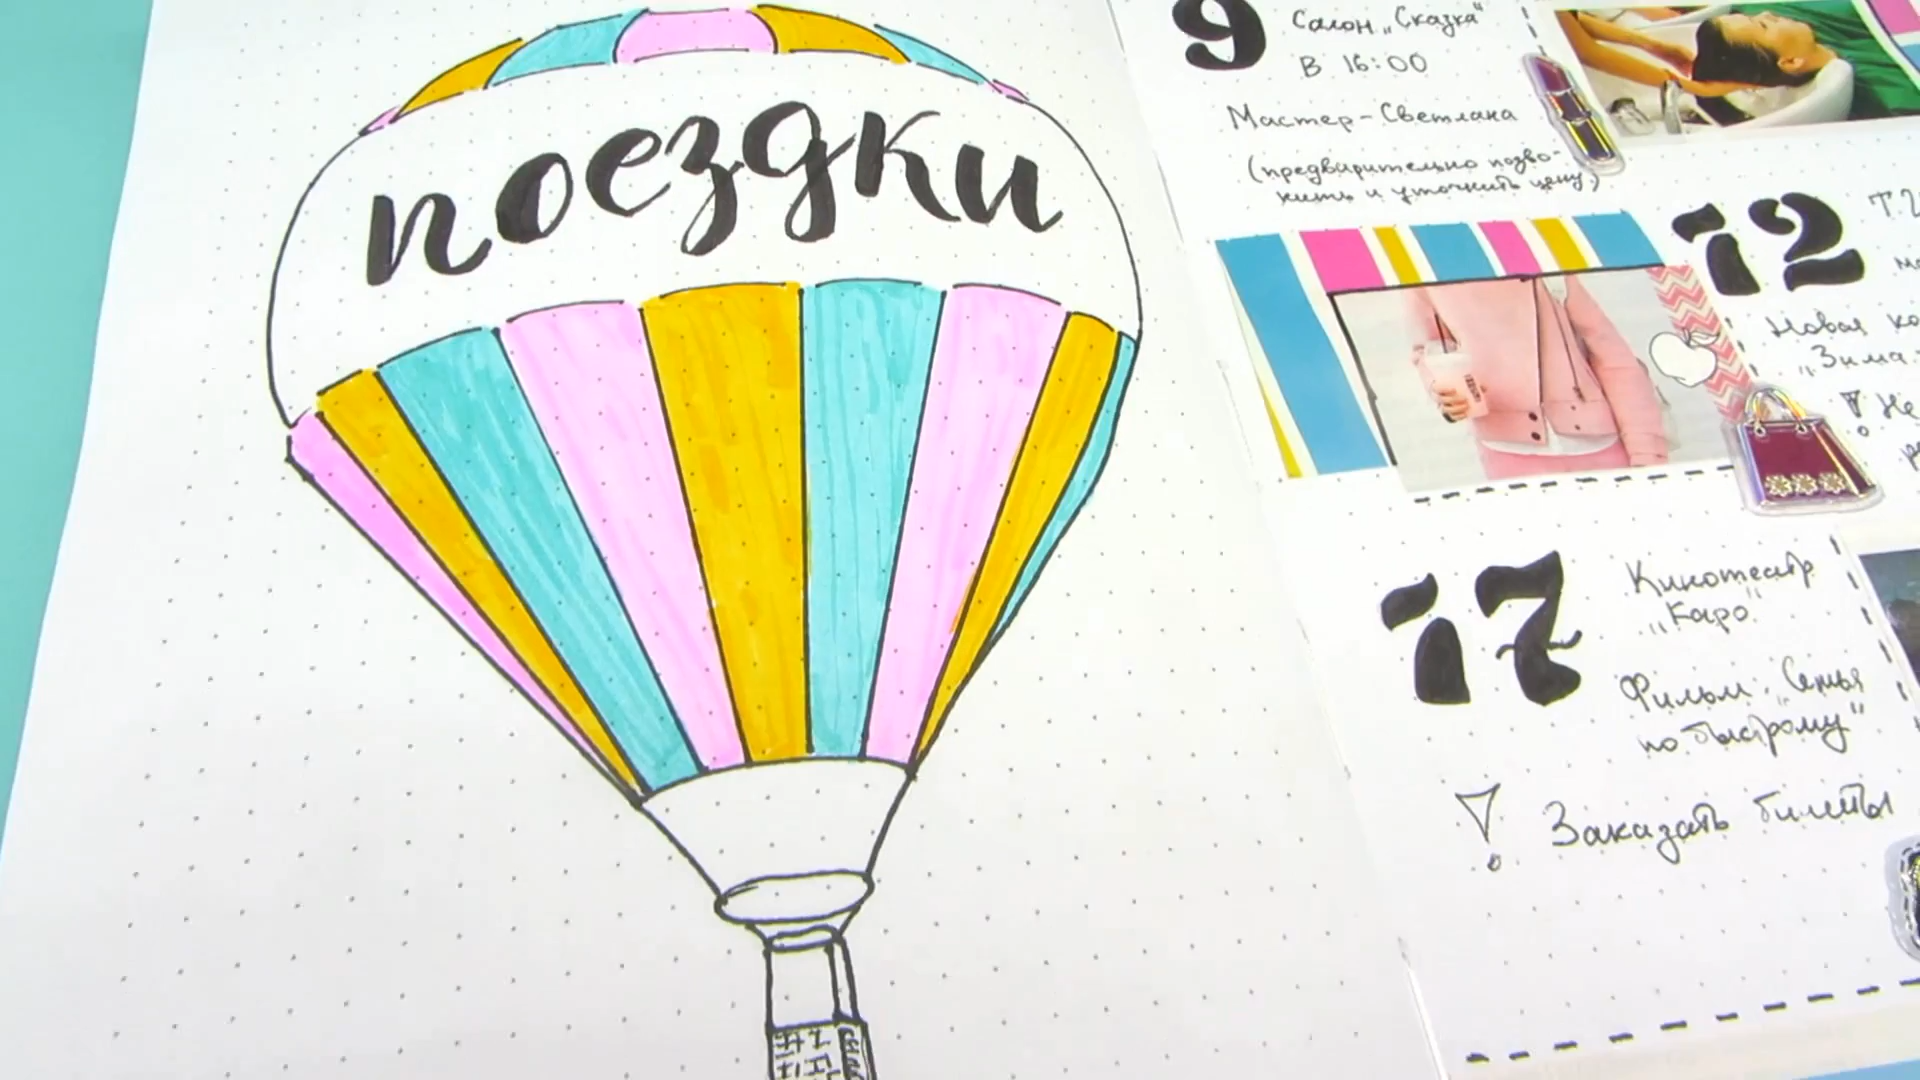 поездки
9
Салон „Сказка“
В 16:00
Мастер-Светлана
(предварительно позво-
нить и уточнить цену)
12
Новая
„Зима
Не
17
Кинотеатр
„Каро“
Фильм: „Семья
по-быстрому“
Заказать билеты